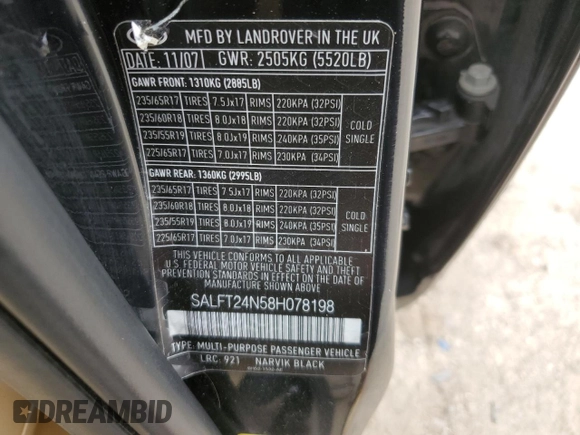 MFD BY LANDROVER IN THE UK
DATE: 11/07 GWR: 2505KG (5520LB)
GAWR FRONT: 1310KG (2885LB)
235/65R17 TIRES 7.5Jx17 RIMS 220KPA (32PSI)
235/60R18 TIRES 8.0Jx18 RIMS 220KPA (32PSI)
235/55R19 TIRES 8.0Jx19 RIMS 240KPA (35PSI)
225/65R17 TIRES 7.0Jx17 RIMS 230KPA (34PSI)
COLD
SINGLE
GAWR REAR: 1360KG (2995LB)
235/65R17 TIRES 7.5Jx17 RIMS 220KPA (32PSI)
235/60R18 TIRES 8.0Jx18 RIMS 220KPA (32PSI)
235/55R19 TIRES 8.0Jx19 RIMS 240KPA (35PSI)
225/65R17 TIRES 7.0Jx17 RIMS 230KPA (34PSI)
COLD
SINGLE
THIS VEHICLE CONFORMS TO ALL APPLICABLE
U.S. FEDERAL MOTOR VEHICLE SAFETY AND THEFT
PREVENTION STANDARDS IN EFFECT ON THE DATE OF
MANUFACTURE SHOWN ABOVE
SALFT24N58H078198
TYPE: MULTI-PURPOSE PASSENGER VEHICLE
LRC. 921 NARVIK BLACK
DREAMBID